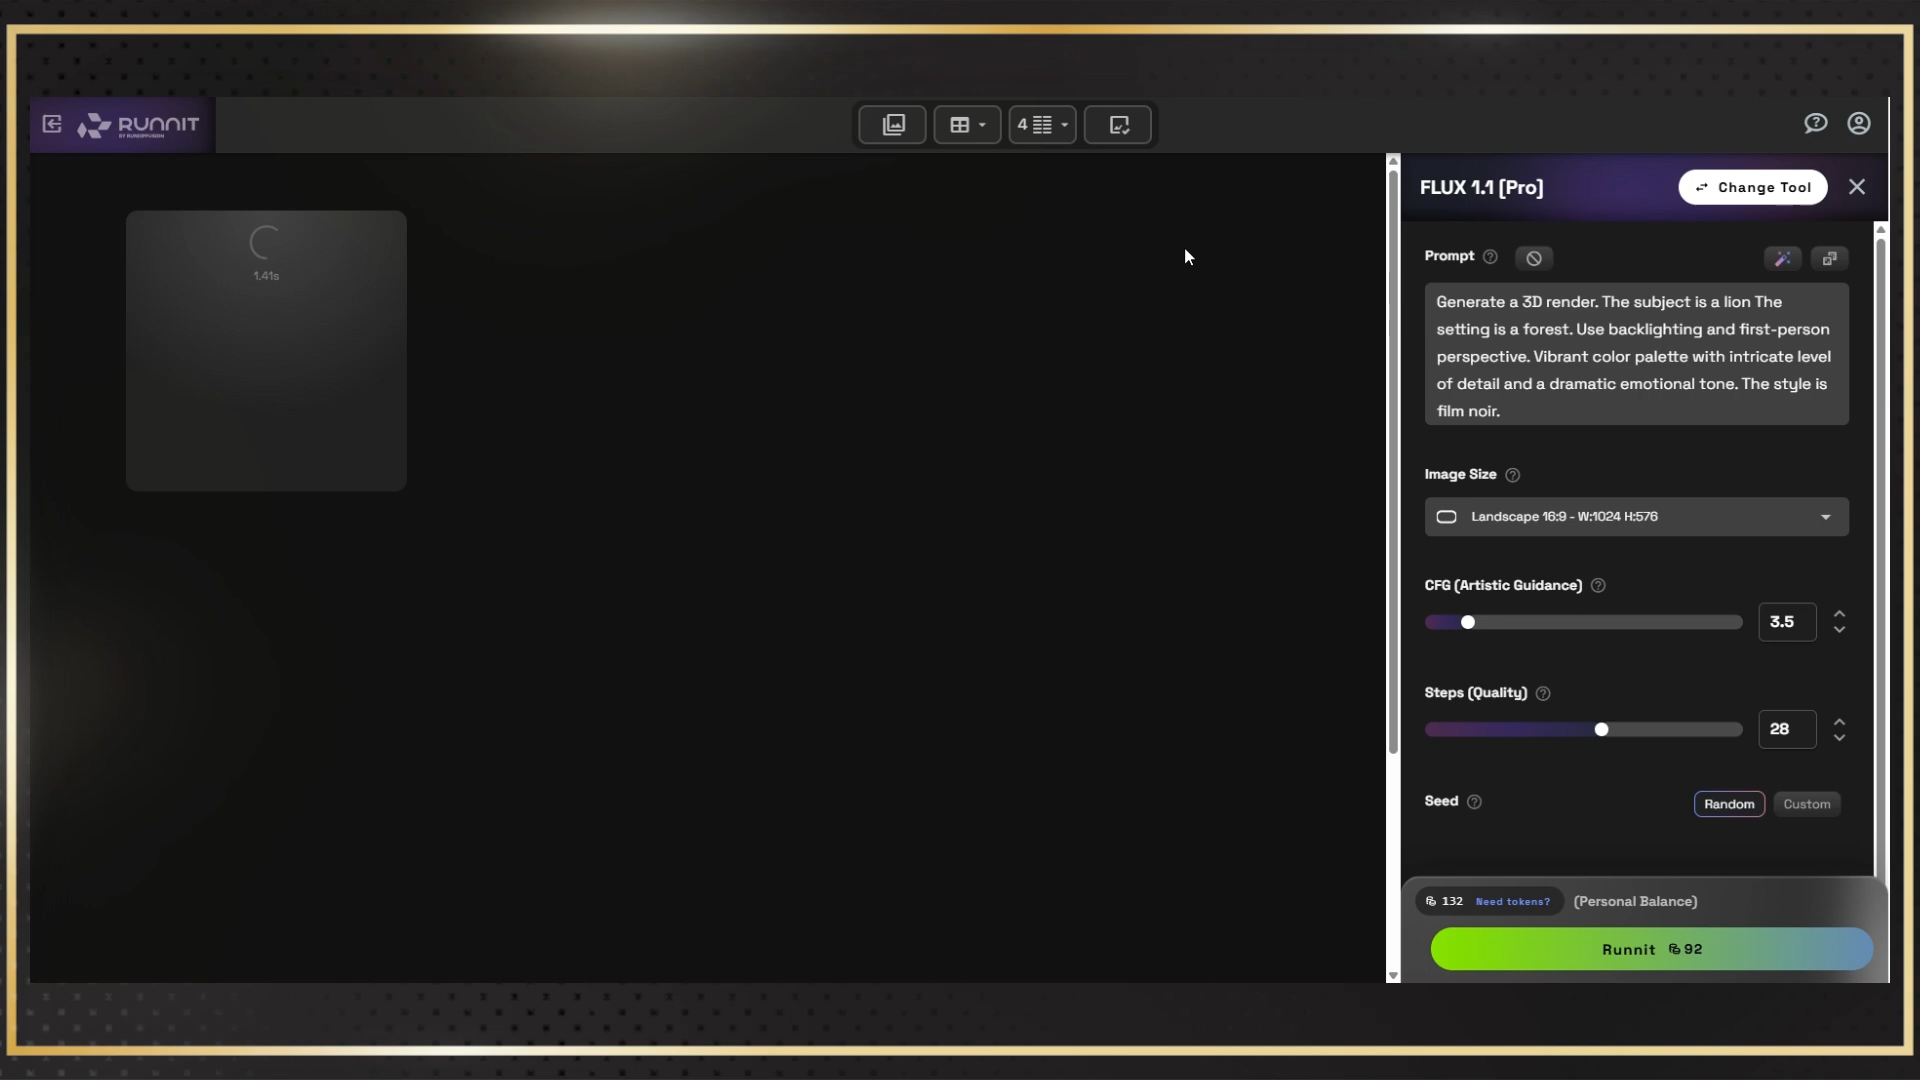 RUNNIT
BY RUNDIFFUSION
4
FLUX 1.1 [Pro]
Change Tool
1.41s
Prompt
Generate a 3D render. The subject is a lion The
setting is a forest. Use backlighting and first-person
perspective. Vibrant color palette with intricate level
of detail and a dramatic emotional tone. The style is
film noir.
Image Size
Landscape 16:9 - W:1024 H:576
CFG (Artistic Guidance)
3.5
Steps (Quality)
28
Seed
Random
Custom
132 Need tokens? (Personal Balance)
Runnit 92